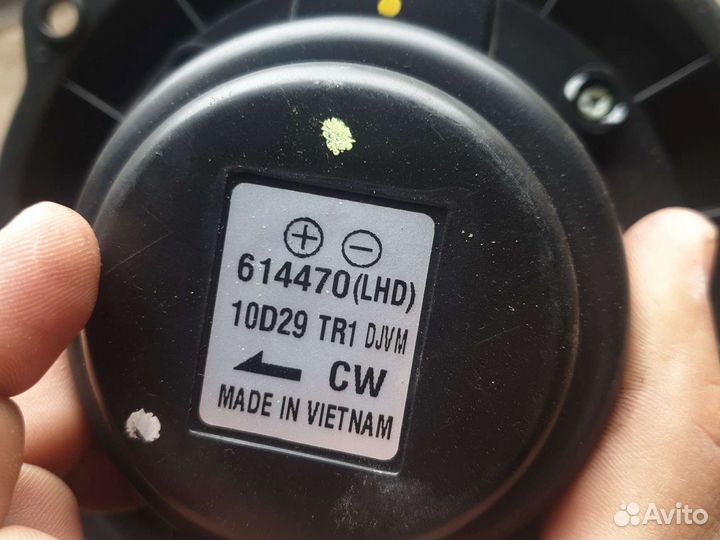 ⊕ ⊖
614470(LHD)
10D29 TR1 DJVM
← CW
MADE IN VIETNAM
Avito